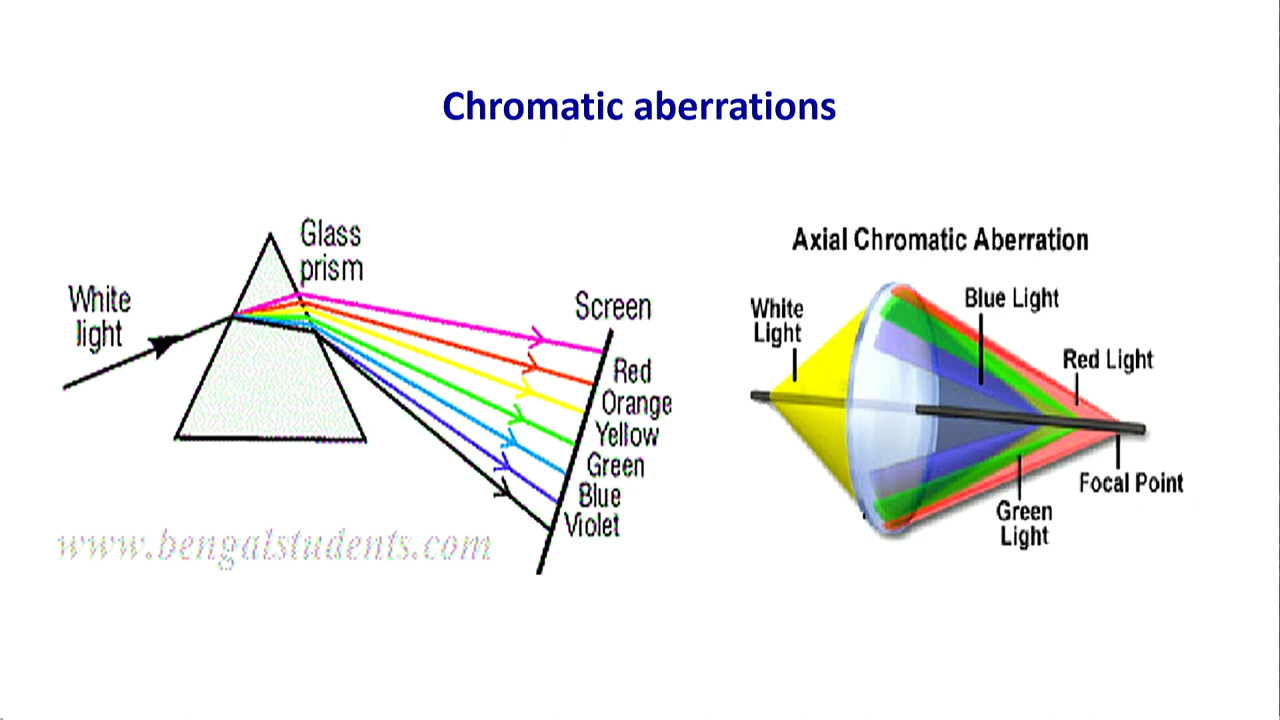 Chromatic aberrations
Glass
prism
White
light
Screen
Red
Orange
Yellow
Green
Blue
Violet
www.bengalstudents.com
Axial Chromatic Aberration
White
Light
Blue Light
Red Light
Focal Point
Green
Light